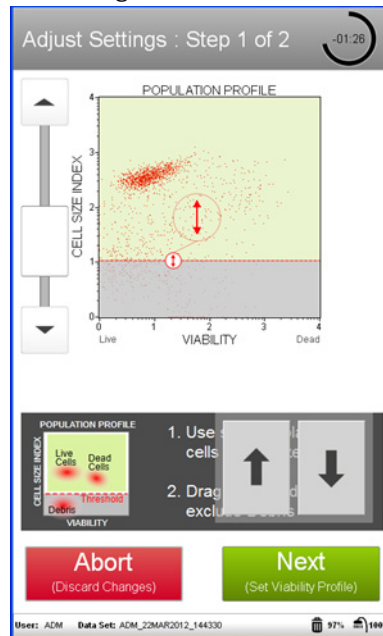 Adjust Settings : Step 1 of 2
-01:26
POPULATION PROFILE
4
3
2
1
0
CELL SIZE INDEX
0 1 2 3 4
Live VIABILITY Dead
POPULATION PROFILE
CELL SIZE INDEX
Live Cells
Dead Cells
Threshold
Debris
VIABILITY
1. Use
cells
2. Drag
Abort
(Discard Changes)
Next
(Set Viability Profile)
User: ADM Data Set: ADM_22MAR2012_144330
97% 100